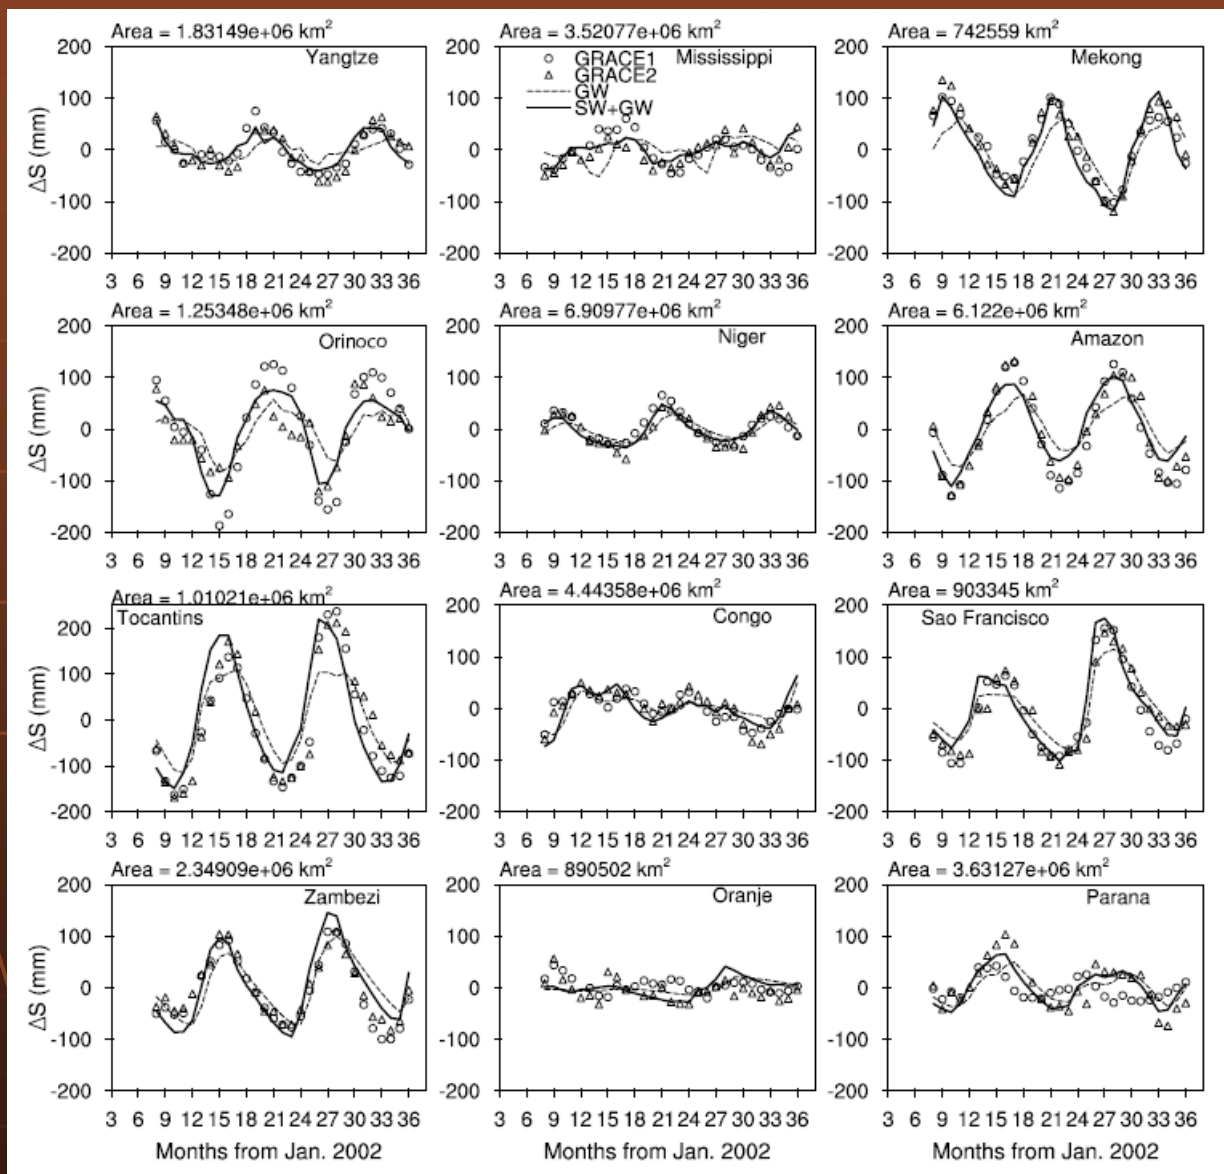 Area = 1.83149e+06 km²
Area = 3.52077e+06 km²
Area = 742559 km²
200
100
0
-100
-200
ΔS (mm)
Yangtze
3 6 9 12 15 18 21 24 27 30 33 36
200
100
0
-100
-200
GRACE1
GRACE2
GW
SW+GW
Mississippi
3 6 9 12 15 18 21 24 27 30 33 36
200
100
0
-100
-200
Mekong
3 6 9 12 15 18 21 24 27 30 33 36
Area = 1.25348e+06 km²
Area = 6.90977e+06 km²
Area = 6.122e+06 km²
200
100
0
-100
-200
ΔS (mm)
Orinoco
3 6 9 12 15 18 21 24 27 30 33 36
200
100
0
-100
-200
Niger
3 6 9 12 15 18 21 24 27 30 33 36
200
100
0
-100
-200
Amazon
3 6 9 12 15 18 21 24 27 30 33 36
Area = 1.01021e+06 km²
Area = 4.44358e+06 km²
Area = 903345 km²
200
100
0
-100
-200
ΔS (mm)
Tocantins
3 6 9 12 15 18 21 24 27 30 33 36
200
100
0
-100
-200
Congo
3 6 9 12 15 18 21 24 27 30 33 36
200
100
0
-100
-200
Sao Francisco
3 6 9 12 15 18 21 24 27 30 33 36
Area = 2.34909e+06 km²
Area = 890502 km²
Area = 3.63127e+06 km²
200
100
0
-100
-200
ΔS (mm)
Zambezi
3 6 9 12 15 18 21 24 27 30 33 36
Months from Jan. 2002
200
100
0
-100
-200
Oranje
3 6 9 12 15 18 21 24 27 30 33 36
Months from Jan. 2002
200
100
0
-100
-200
Parana
3 6 9 12 15 18 21 24 27 30 33 36
Months from Jan. 2002